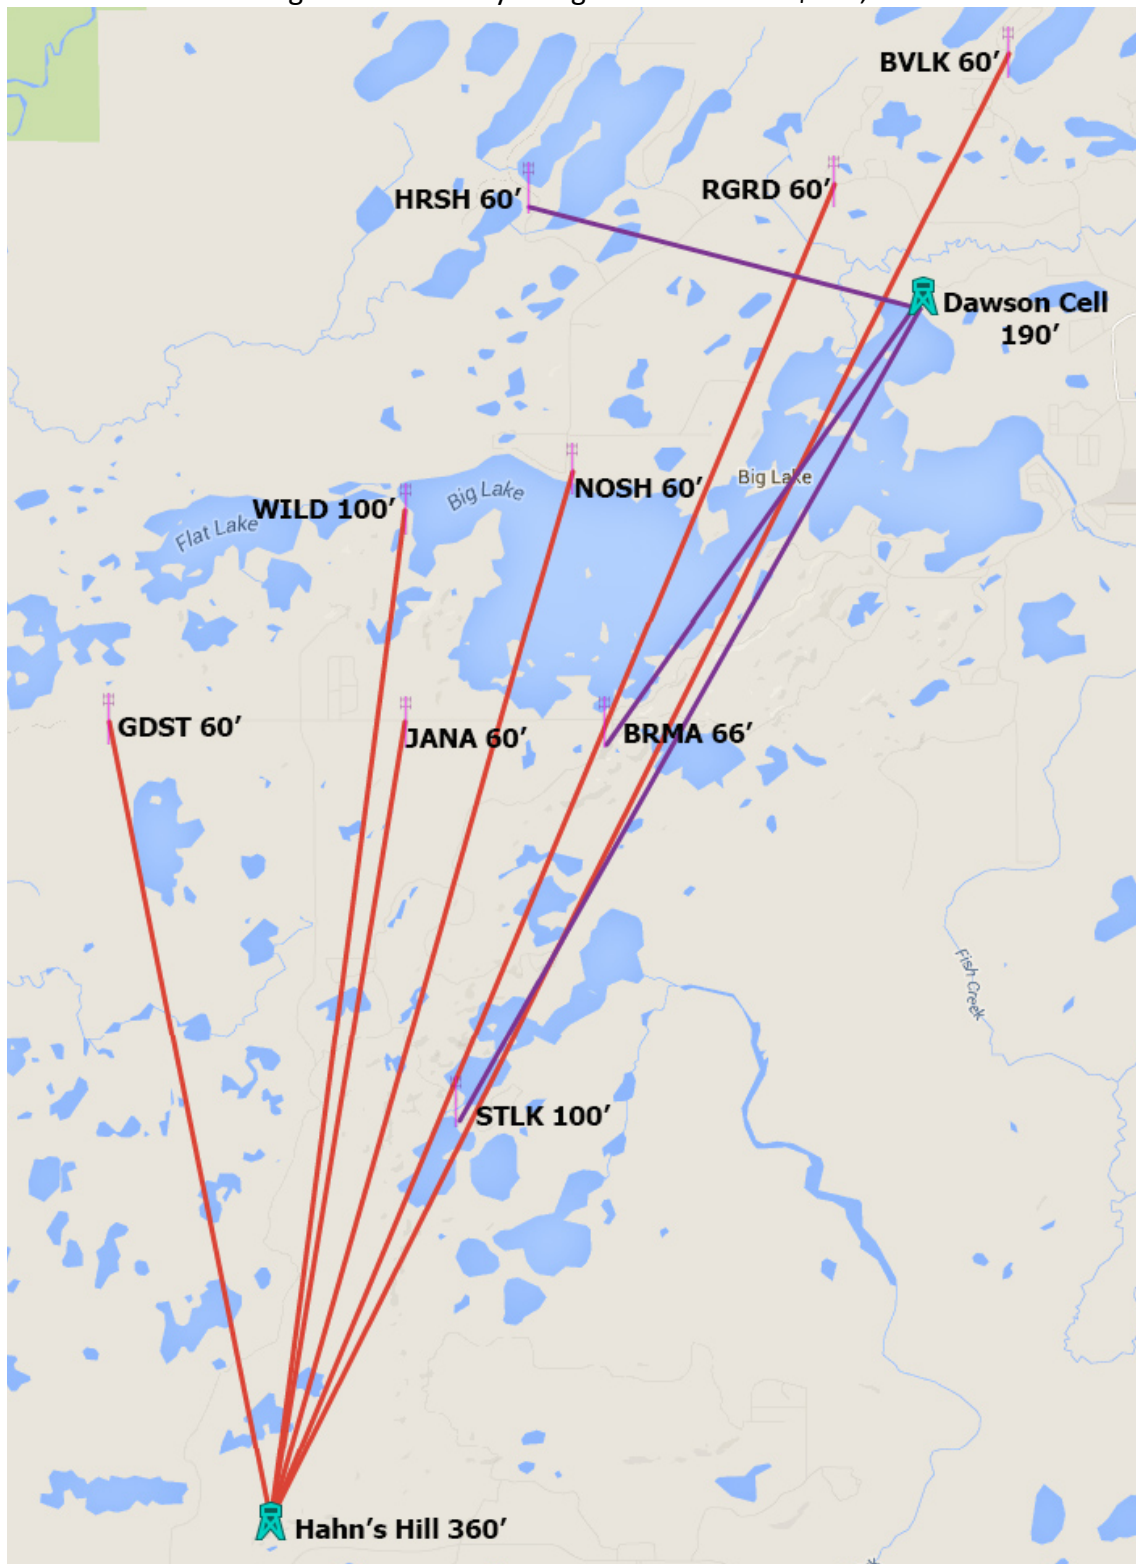 BVLK 60′
HRSH 60′
RGRD 60′
Dawson Cell
190′
WILD 100′
Big Lake
NOSH 60′
Big Lake
Flat Lake
GDST 60′
JANA 60′
BRMA 66′
Fish Creek
STLK 100′
Hahn's Hill 360′